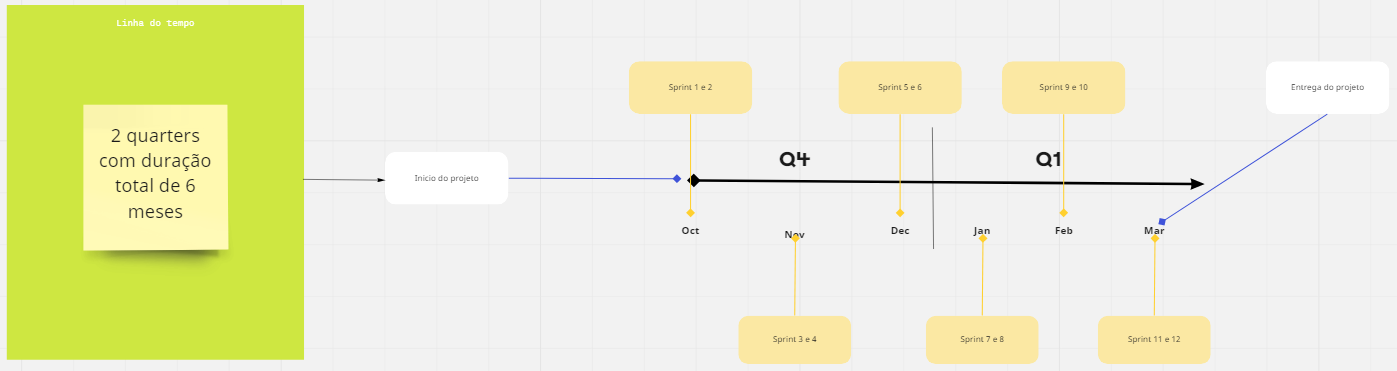 Linha do tempo
2 quarters
com duração
total de 6
meses
Início do projeto
Sprint 1 e 2
Sprint 5 e 6
Sprint 9 e 10
Entrega do projeto
Q4
Q1
Oct
Nov
Dec
Jan
Feb
Mar
Sprint 3 e 4
Sprint 7 e 8
Sprint 11 e 12